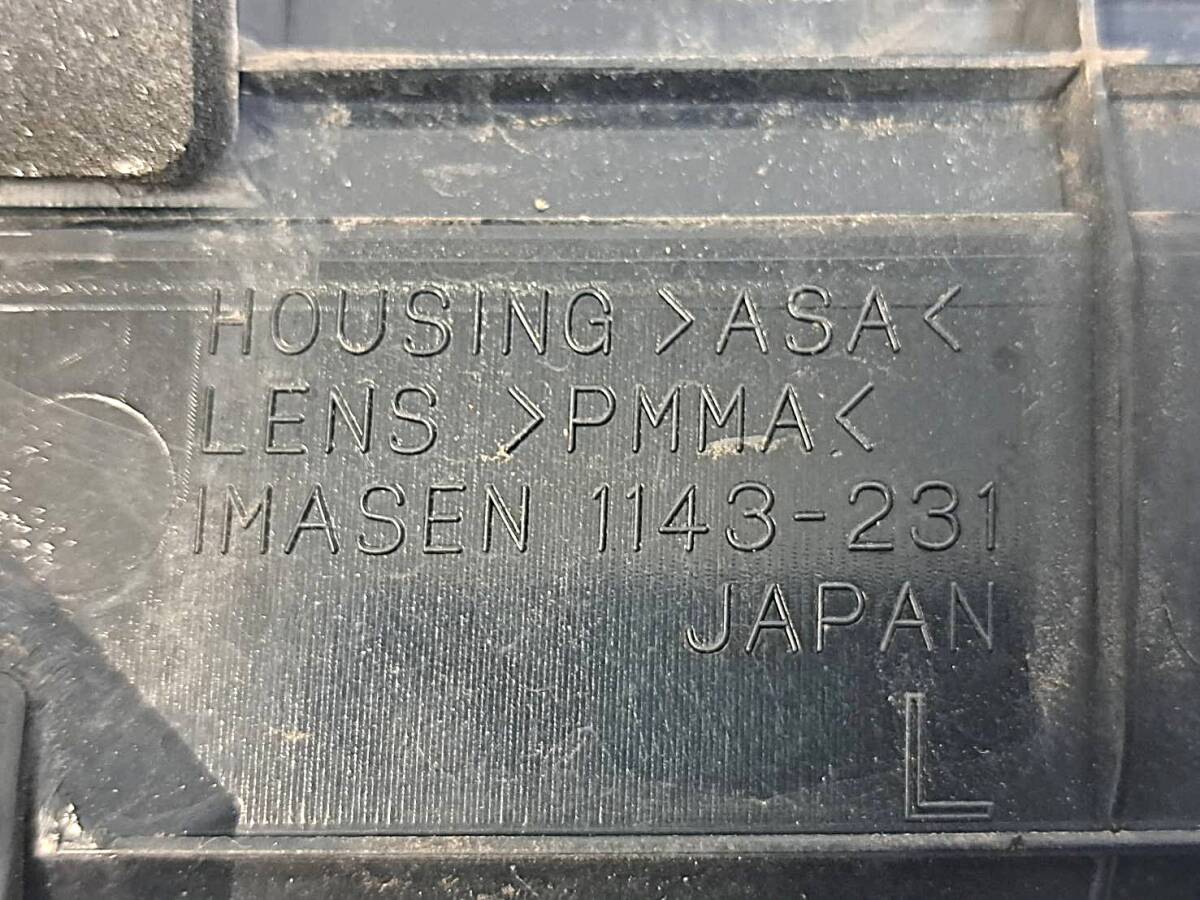 HOUSING >ASA<
LENS >PMMA<
IMASEN 1143-231
JAPAN
L